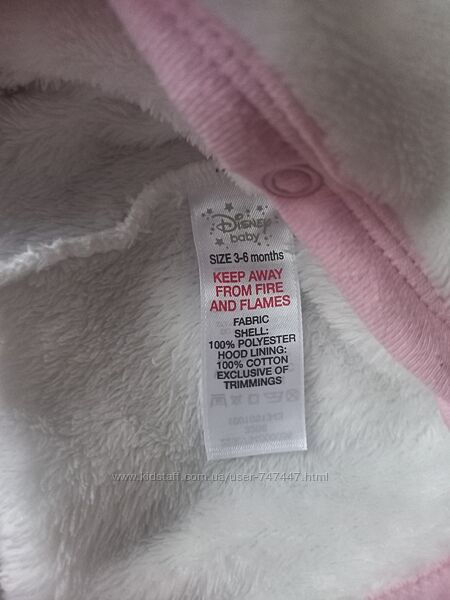 Disney
baby
SIZE 3-6 months
KEEP AWAY
FROM FIRE
AND FLAMES
FABRIC
SHELL:
100% POLYESTER
HOOD LINING:
100% COTTON
EXCLUSIVE OF
TRIMMINGS
www.kidstaff.com.ua/user-747447.html